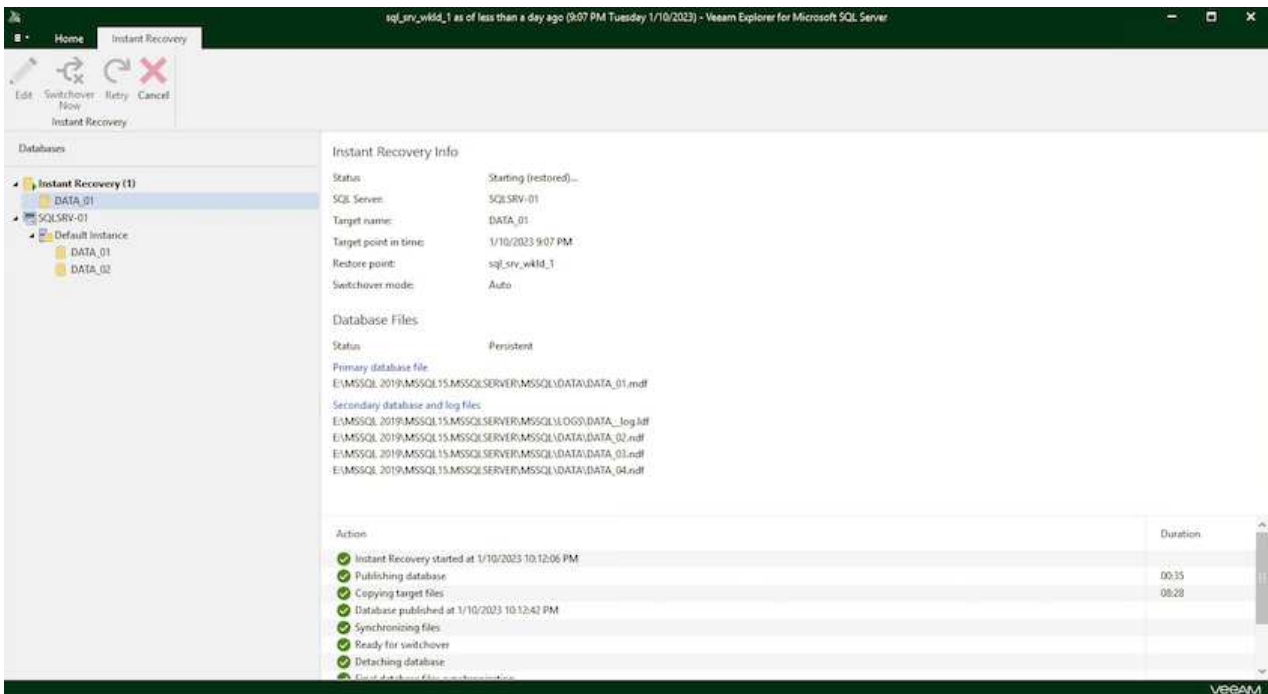 sql_srv_wkld_1 as of less than a day ago (9:07 PM Tuesday 1/10/2023) - Veeam Explorer for Microsoft SQL Server
Home Instant Recovery
Edit Switchover Now Retry Cancel
Instant Recovery
Databases
Instant Recovery (1)
DATA_01
SQLSRV-01
Default Instance
DATA_01
DATA_02
Instant Recovery Info
Status: Starting (restored)...
SQL Server: SQLSRV-01
Target name: DATA_01
Target point in time: 1/10/2023 9:07 PM
Restore point: sql_srv_wkld_1
Switchover mode: Auto
Database Files
Status Persistent
Primary database file
E:\MSSQL 2019\MSSQL15.MSSQLSERVER\MSSQL\DATA\DATA_01.mdf
Secondary database and log files
E:\MSSQL 2019\MSSQL15.MSSQLSERVER\MSSQL\LOGS\DATA__log.ldf
E:\MSSQL 2019\MSSQL15.MSSQLSERVER\MSSQL\DATA\DATA_02.ndf
E:\MSSQL 2019\MSSQL15.MSSQLSERVER\MSSQL\DATA\DATA_03.ndf
E:\MSSQL 2019\MSSQL15.MSSQLSERVER\MSSQL\DATA\DATA_04.ndf
Action Duration
Instant Recovery started at 1/10/2023 10:12:06 PM
Publishing database 00:35
Copying target files 08:28
Database published at 1/10/2023 10:12:42 PM
Synchronizing files
Ready for switchover
Detaching database
Final database files synchronization
VEEAM